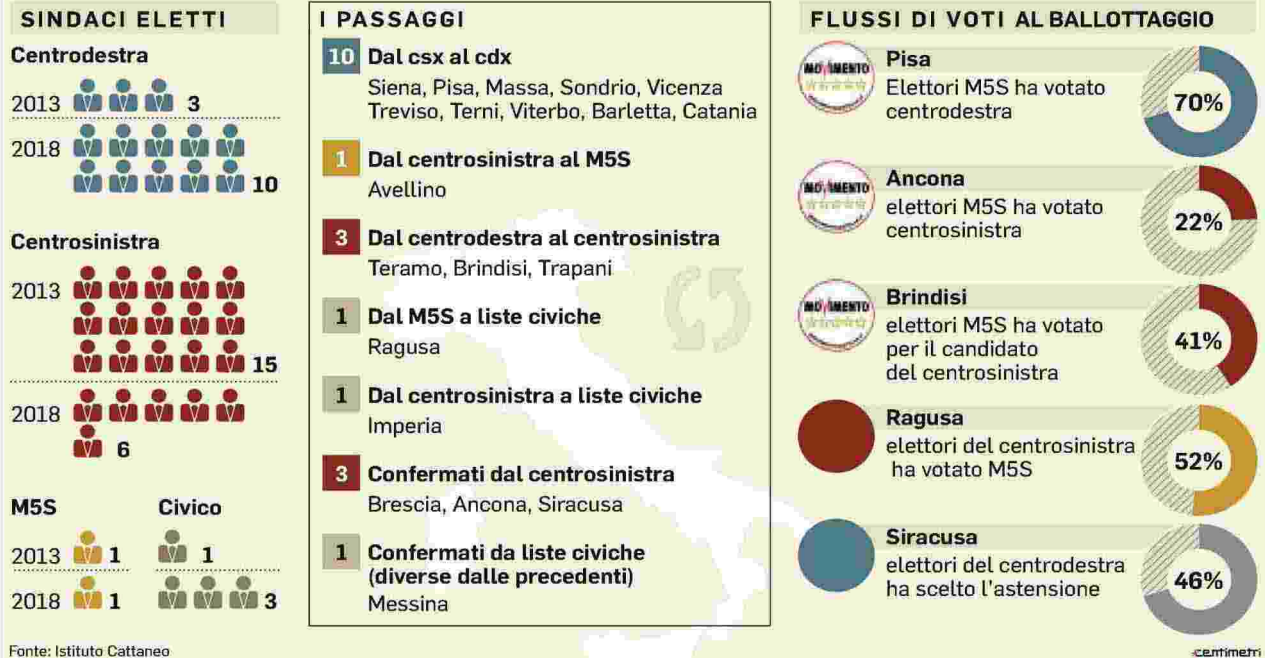 SINDACI ELETTI
Centrodestra
2013 3
2018
10
Centrosinistra
2013
15
2018
6
M5S Civico
2013 1 1
2018 1 3
I PASSAGGI
10 Dal csx al cdx
Siena, Pisa, Massa, Sondrio, Vicenza
Treviso, Terni, Viterbo, Barletta, Catania
1 Dal centrosinistra al M5S
Avellino
3 Dal centrodestra al centrosinistra
Teramo, Brindisi, Trapani
1 Dal M5S a liste civiche
Ragusa
1 Dal centrosinistra a liste civiche
Imperia
3 Confermati dal centrosinistra
Brescia, Ancona, Siracusa
1 Confermati da liste civiche
(diverse dalle precedenti)
Messina
FLUSSI DI VOTI AL BALLOTTAGGIO
MOVIMENTO
Pisa
Elettori M5S ha votato
centrodestra
70%
MOVIMENTO
Ancona
elettori M5S ha votato
centrosinistra
22%
MOVIMENTO
Brindisi
elettori M5S ha votato
per il candidato
del centrosinistra
41%
Ragusa
elettori del centrosinistra
ha votato M5S
52%
Siracusa
elettori del centrodestra
ha scelto l'astensione
46%
Fonte: Istituto Cattaneo
centimetri